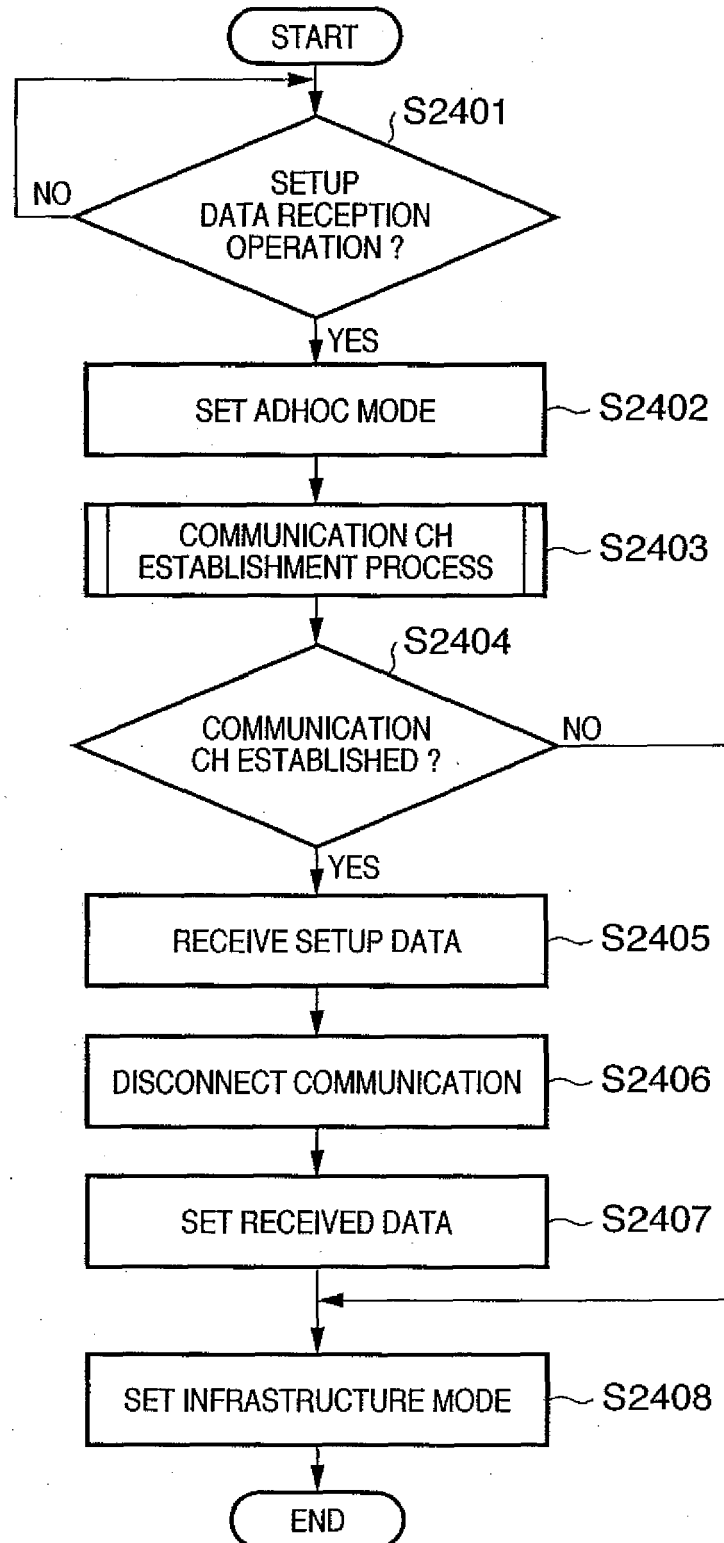 START
S2401
SETUP
DATA RECEPTION
OPERATION ?
NO
YES
SET ADHOC MODE
S2402
COMMUNICATION CH
ESTABLISHMENT PROCESS
S2403
S2404
COMMUNICATION
CH ESTABLISHED ?
NO
YES
RECEIVE SETUP DATA
S2405
DISCONNECT COMMUNICATION
S2406
SET RECEIVED DATA
S2407
SET INFRASTRUCTURE MODE
S2408
END